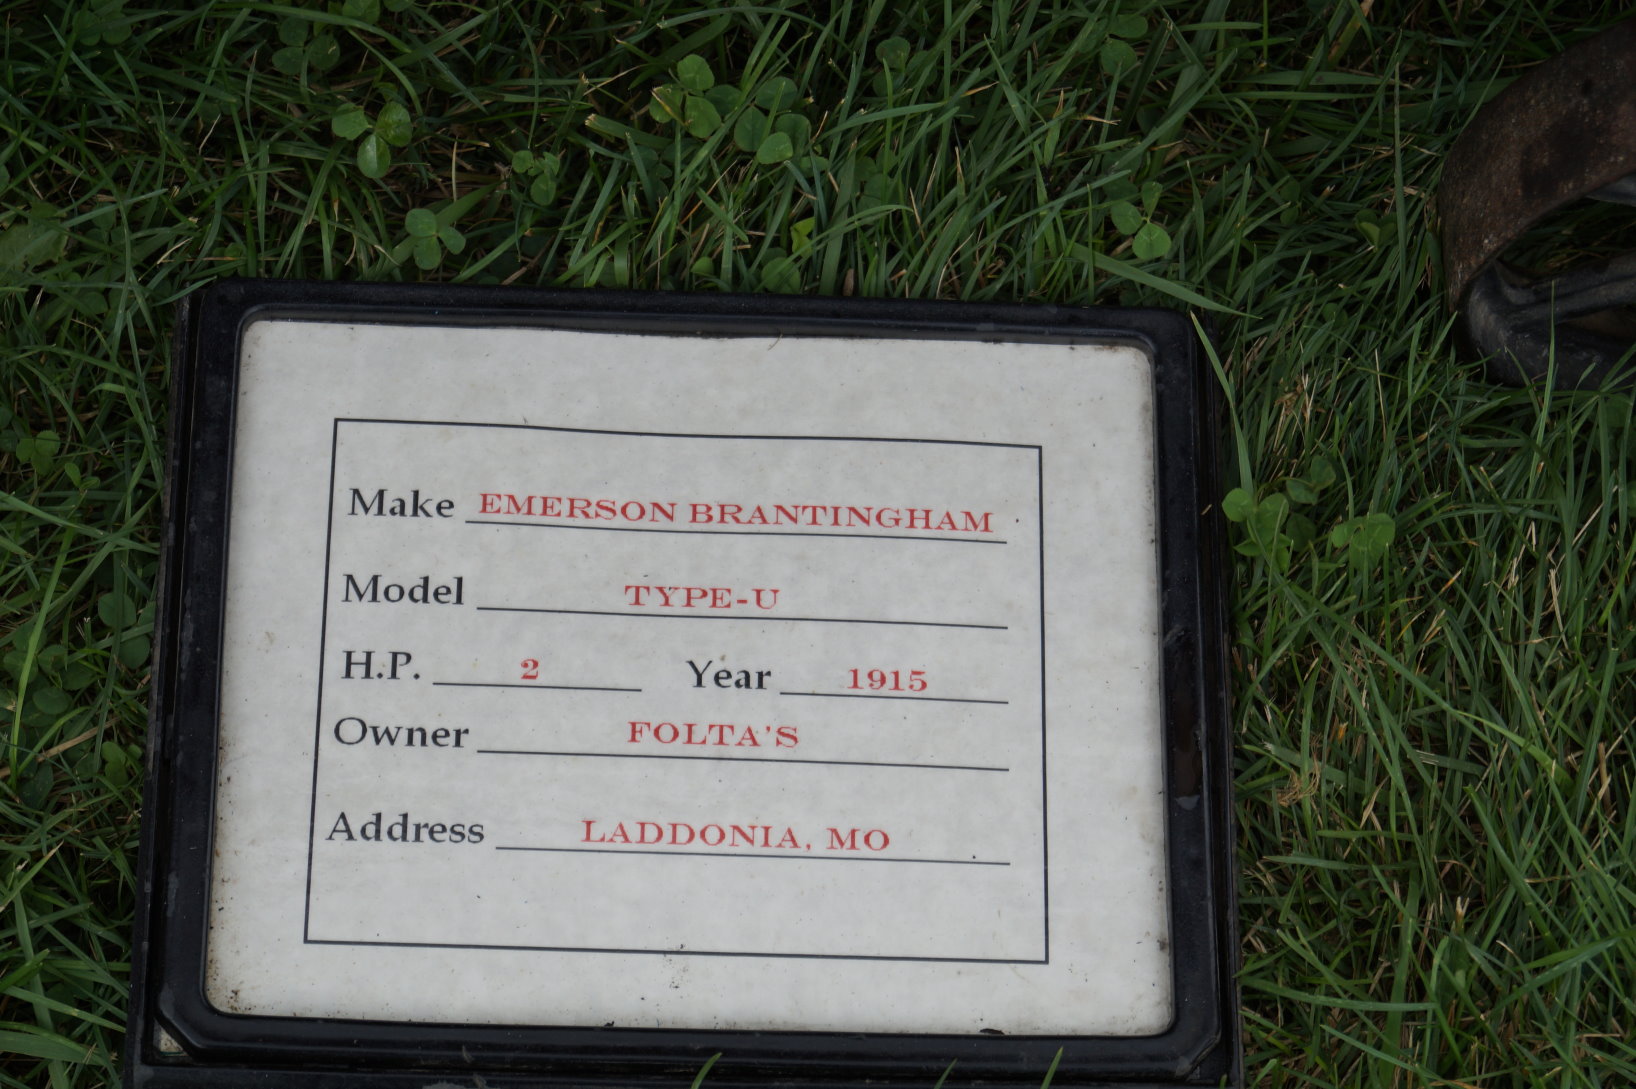 Make EMERSON BRANTINGHAM
Model TYPE-U
H.P. 2 Year 1915
Owner FOLTA'S
Address LADDONIA, MO